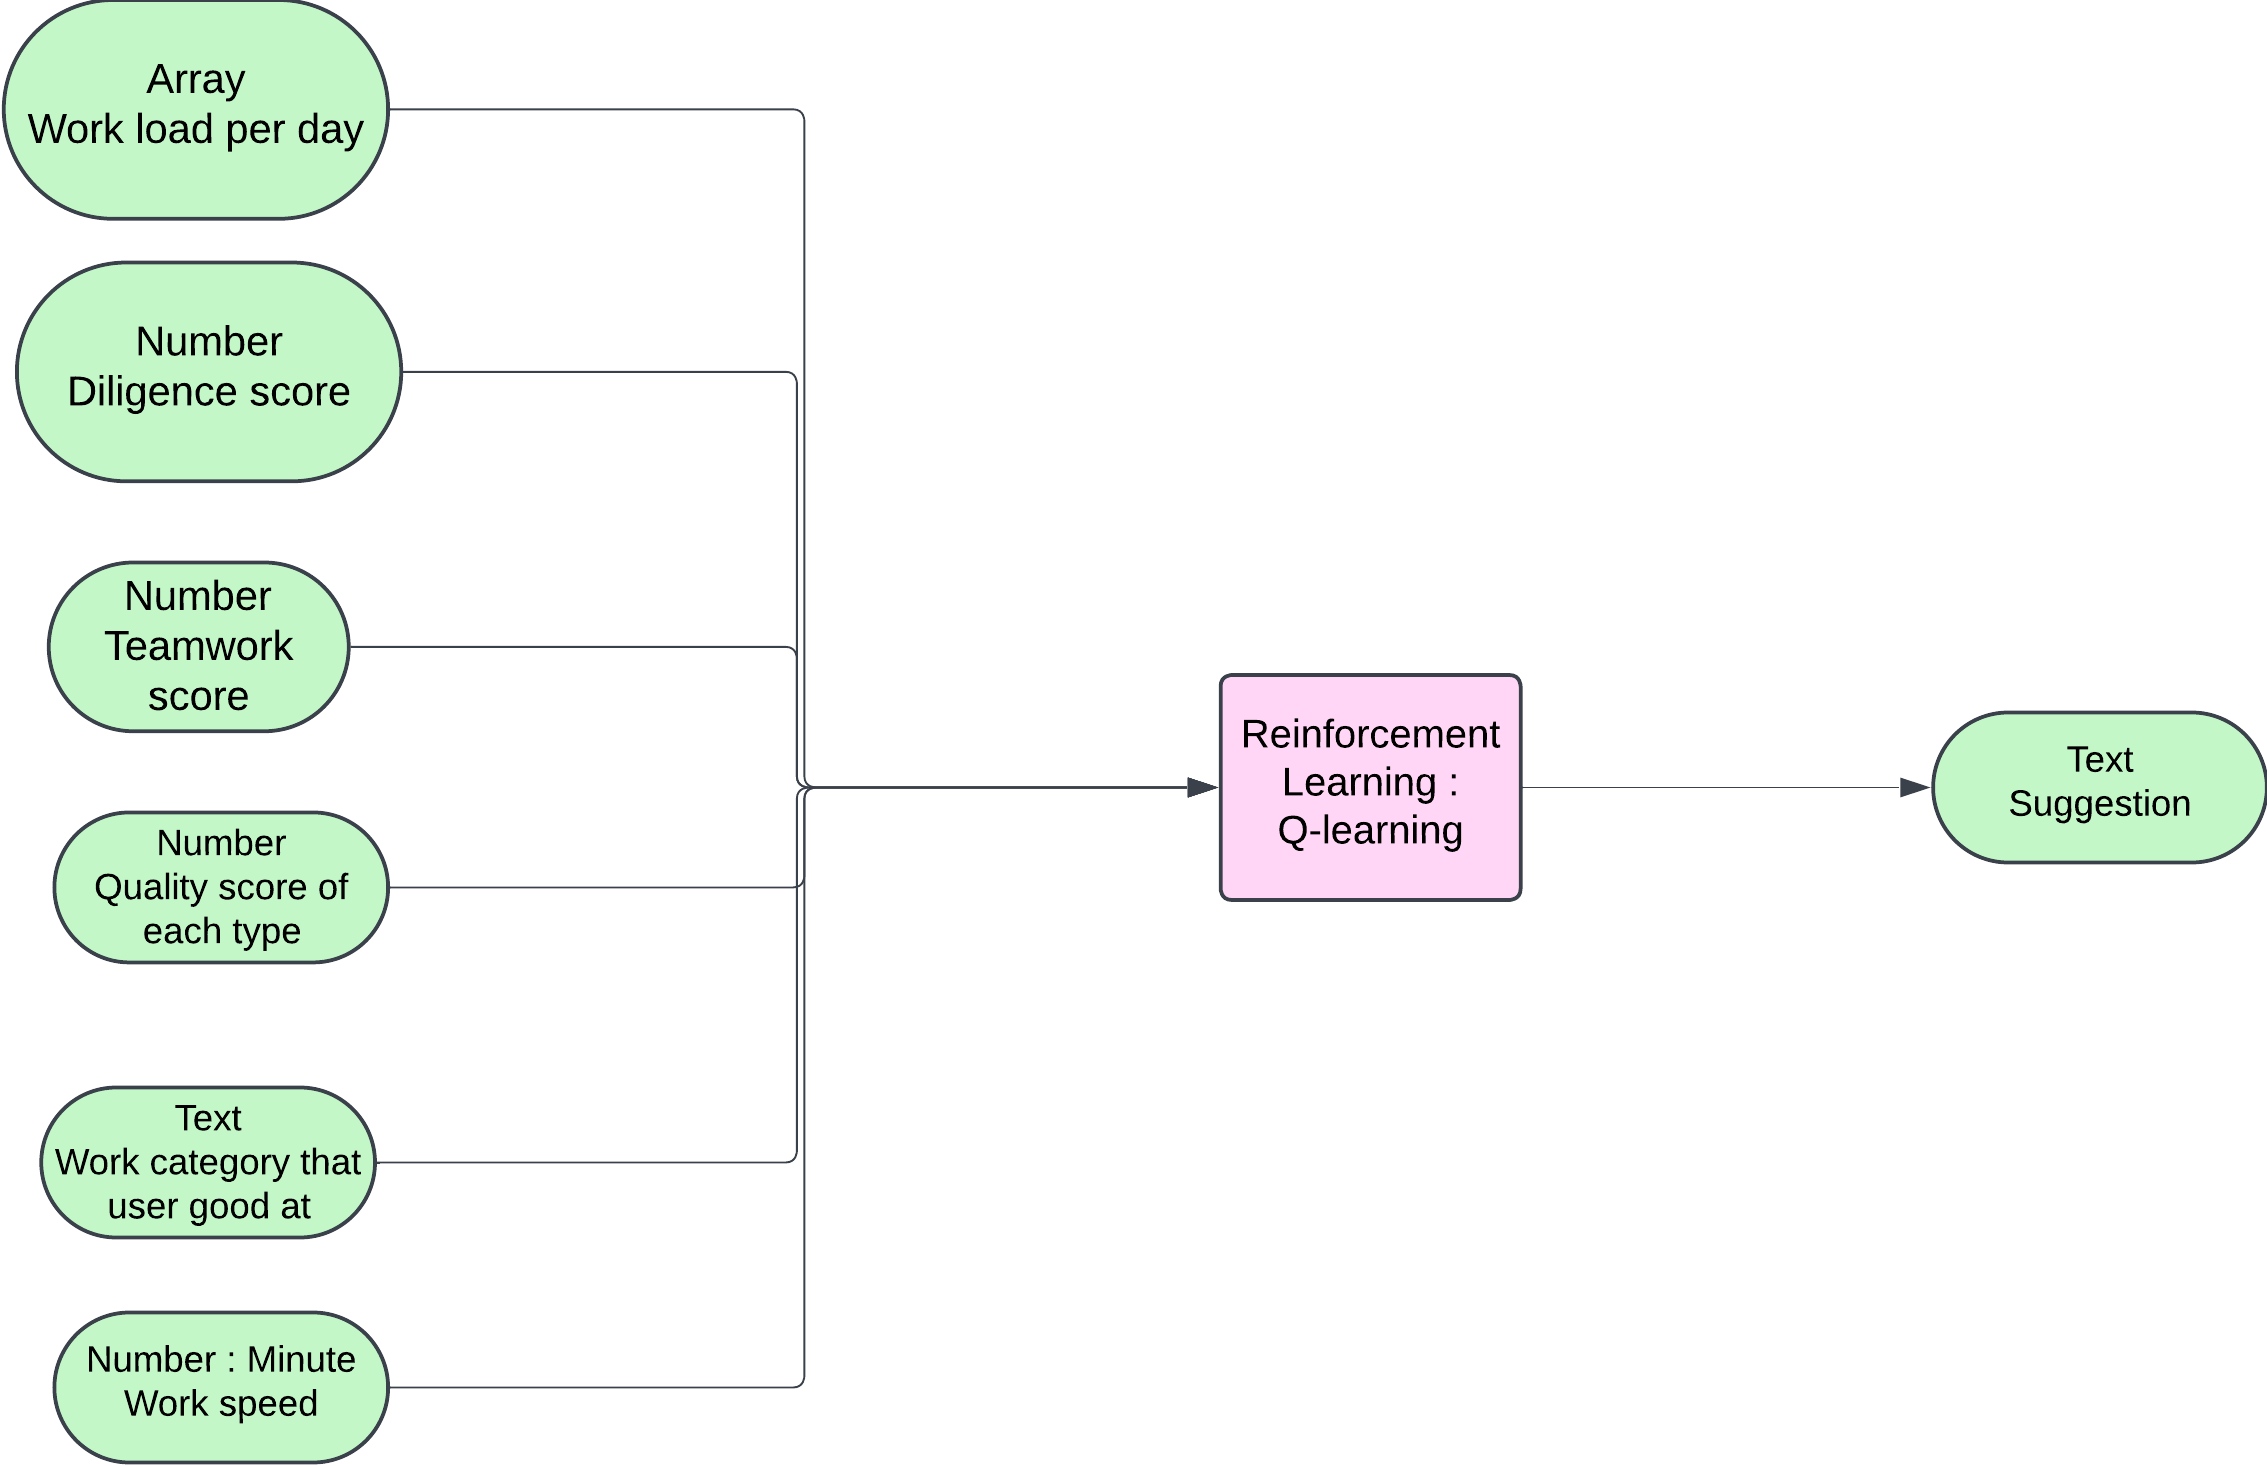 Array
Work load per day
Number
Diligence score
Number
Teamwork
score
Number
Quality score of
each type
Text
Work category that
user good at
Number : Minute
Work speed
Reinforcement
Learning :
Q-learning
Text
Suggestion